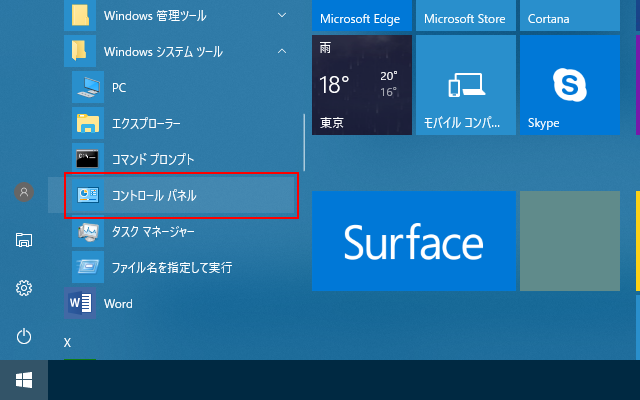 Windows 管理ツール
Windows システム ツール
PC
エクスプローラー
コマンド プロンプト
コントロール パネル
タスク マネージャー
ファイル名を指定して実行
Word
X
Microsoft Edge
Microsoft Store
Cortana
雨
18°
20°
16°
東京
モバイル コンパ...
Skype
Surface